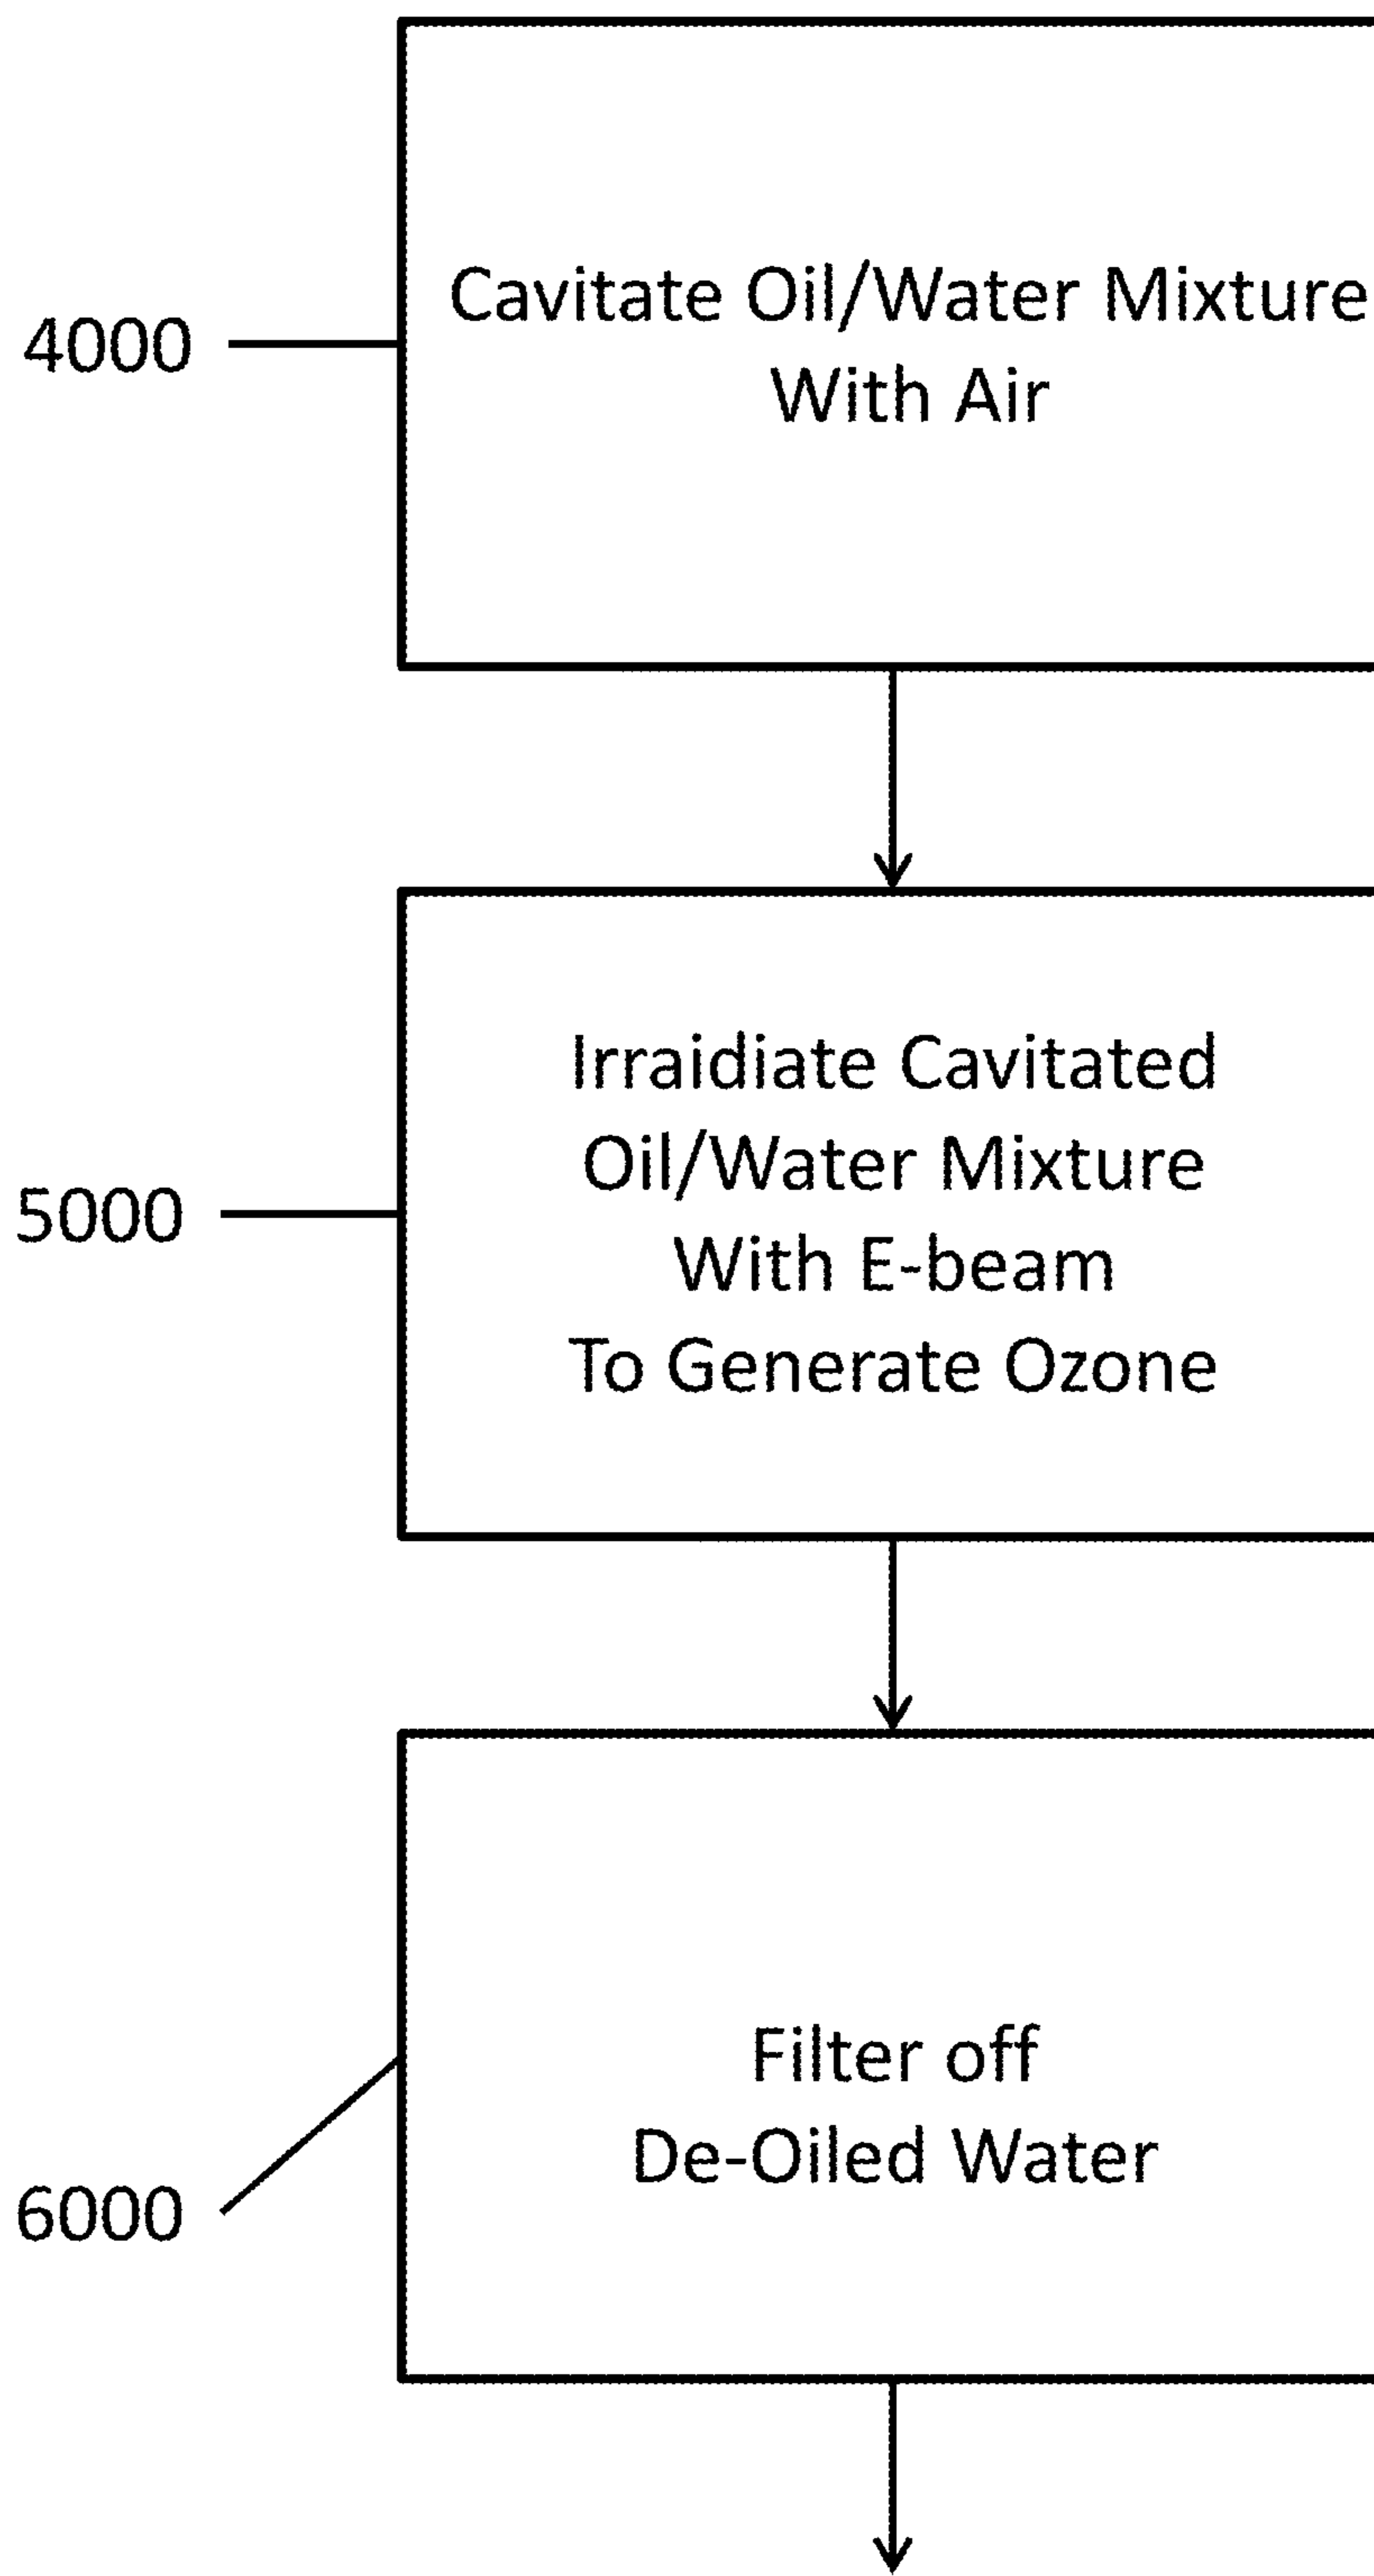 4000
Cavitate Oil/Water Mixture
With Air
5000
Irraidiate Cavitated
Oil/Water Mixture
With E-beam
To Generate Ozone
6000
Filter off
De-Oiled Water